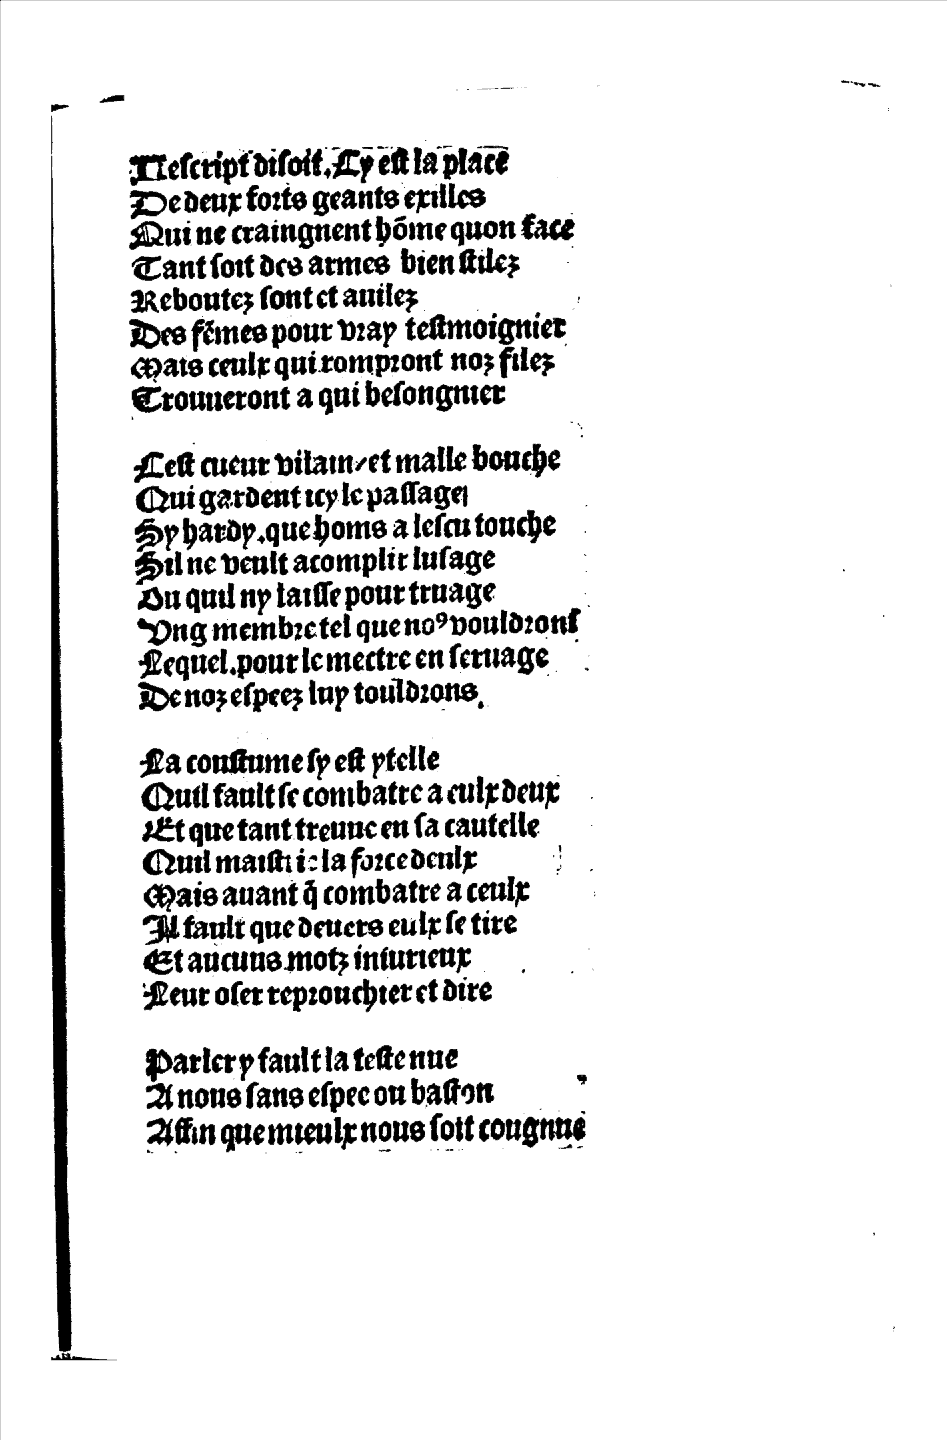 Lescript disoit. Cy est la place
De deux fors geants exilles
Qui ne craingnent hõme quon face
Tant soit des armes bien stilez
Reboutez sont et auilez
Des fẽmes pour vray testmoignier
Mais ceulx qui rompront noz filez
Trouueront a qui besongnier
Cest cueur vilain/et malle bouche
Qui gardent icy le passage
Sy hardy.que homs a lescu touche
Sil ne veult acomplir lusage
Ou quil ny laisse pour truage
Vng membre tel que noꝰ vouldrons
Lequel.pour le mectre en seruage
De noz espeez luy touldrons.
La coustume sy est ytelle
Quil fault se combatre a eulx deux
Et que tant treuue en sa cautelle
Quil maistrie la force deulx
Mais auant q̃ combatre a ceulx
Il fault que deuers eulx se tire
Et aucuns motz iniurieux
Leur oser reprouchier et dire
Parler y fault la teste nue
A nous sans espee ou baston
Affin que mieulx nous soit congnue